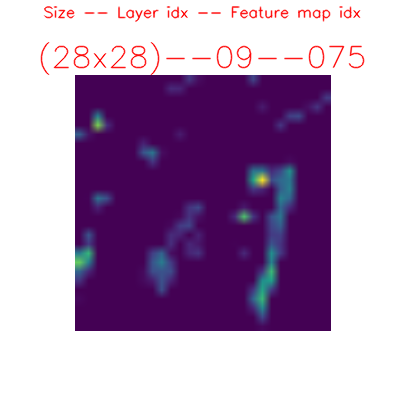 Size -- Layer idx -- Feature map idx
(28x28)--09--075